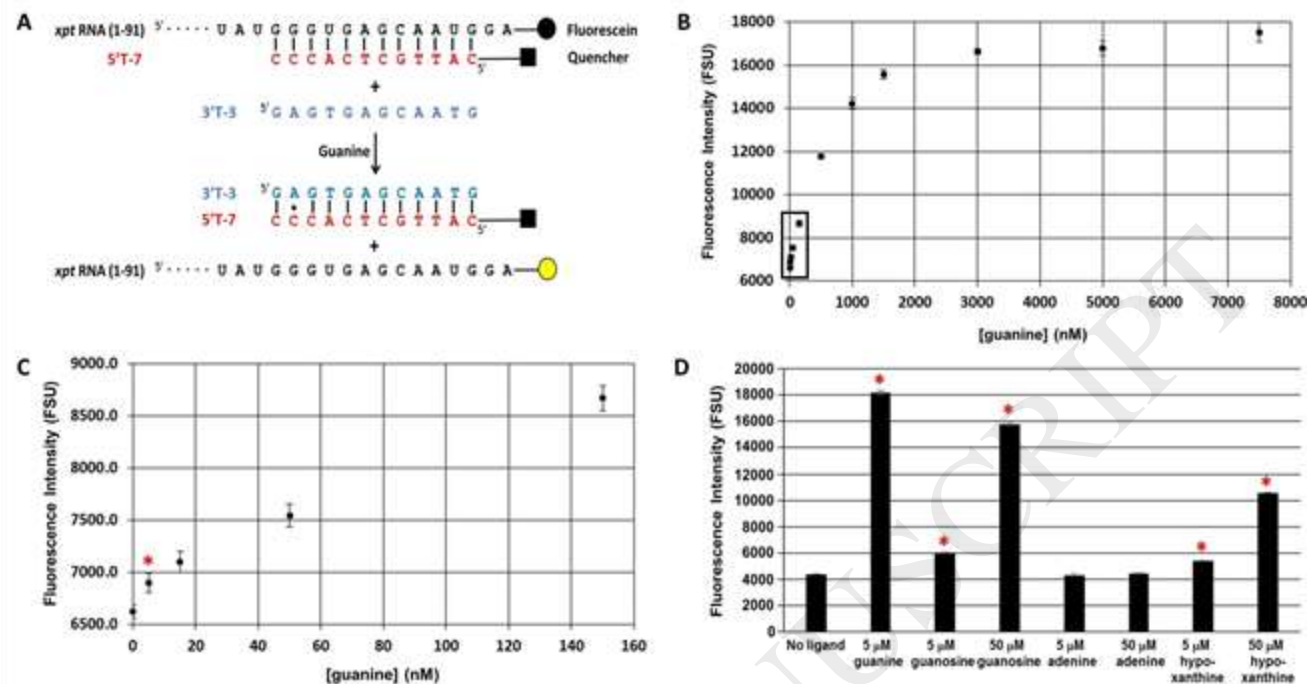 A
xpt RNA (1-91) 5' ······ U A U G G G U G A G C A A U G G A Fluorescein
5'T-7 C C C A C T C G T T A C 5' Quencher
+
3'T-3 5' G A G T G A G C A A T G
Guanine
3'T-3 5' G A G T G A G C A A T G
5'T-7 C C C A C T C G T T A C 5'
+
xpt RNA (1-91) 5' ······ U A U G G G U G A G C A A U G G A
B
Fluorescence Intensity (FSU)
18000
16000
14000
12000
10000
8000
6000
0 1000 2000 3000 4000 5000 6000 7000 8000
[guanine] (nM)
C
Fluorescence Intensity (FSU)
9000.0
8500.0
8000.0
7500.0
7000.0
6500.0
*
0 20 40 60 80 100 120 140 160
[guanine] (nM)
D
Fluorescence Intensity (FSU)
20000
18000
16000
14000
12000
10000
8000
6000
4000
2000
0
* * * * *
No ligand 5 µM 5 µM 50 µM 5 µM 50 µM 5 µM 50 µM
guanine guanosine guanosine adenine adenine hypo- hypo-
xanthine xanthine
USCRIPT